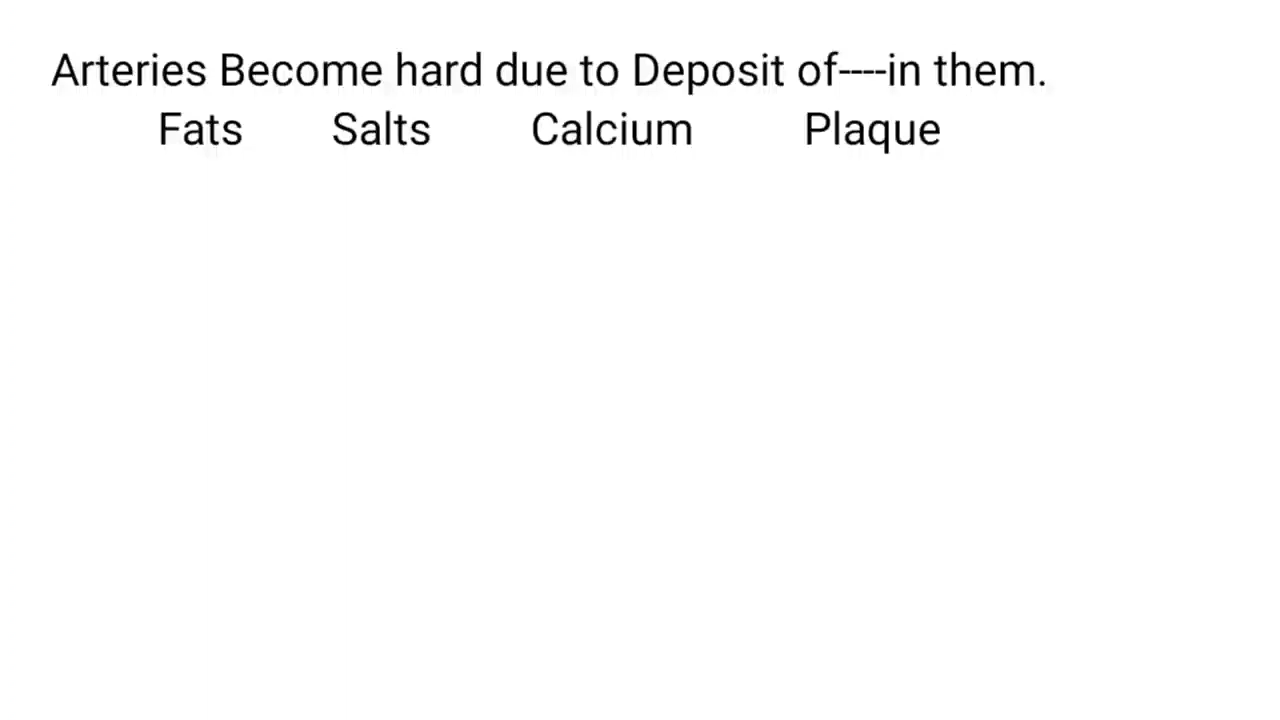 Arteries Become hard due to Deposit of----in them.
Fats Salts Calcium Plaque